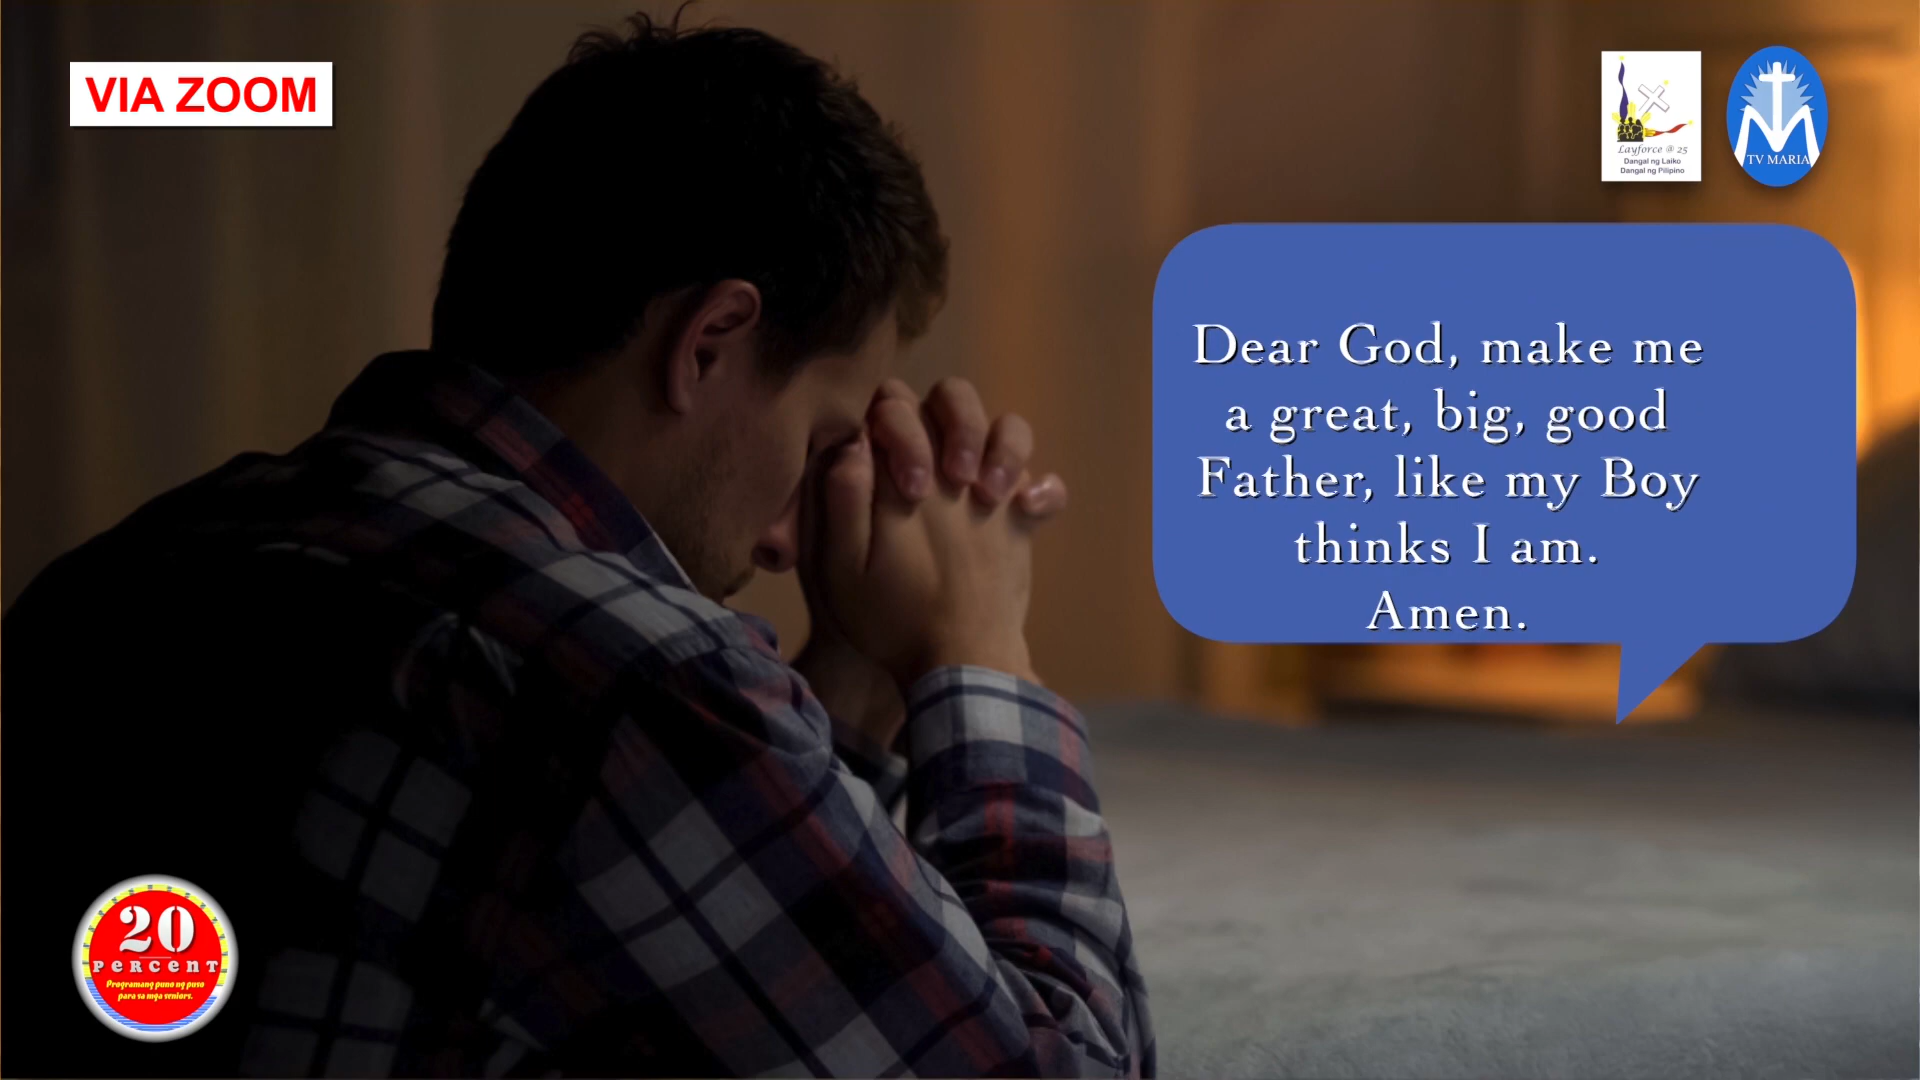 VIA ZOOM
Layforce @ 25
Dangal ng Laiko
Dangal ng Pilipino
TV MARIA
Dear God, make me
a great, big, good
Father, like my Boy
thinks I am.
Amen.
20
PERCENT
Programang puno ng puso
para sa mga seniors.